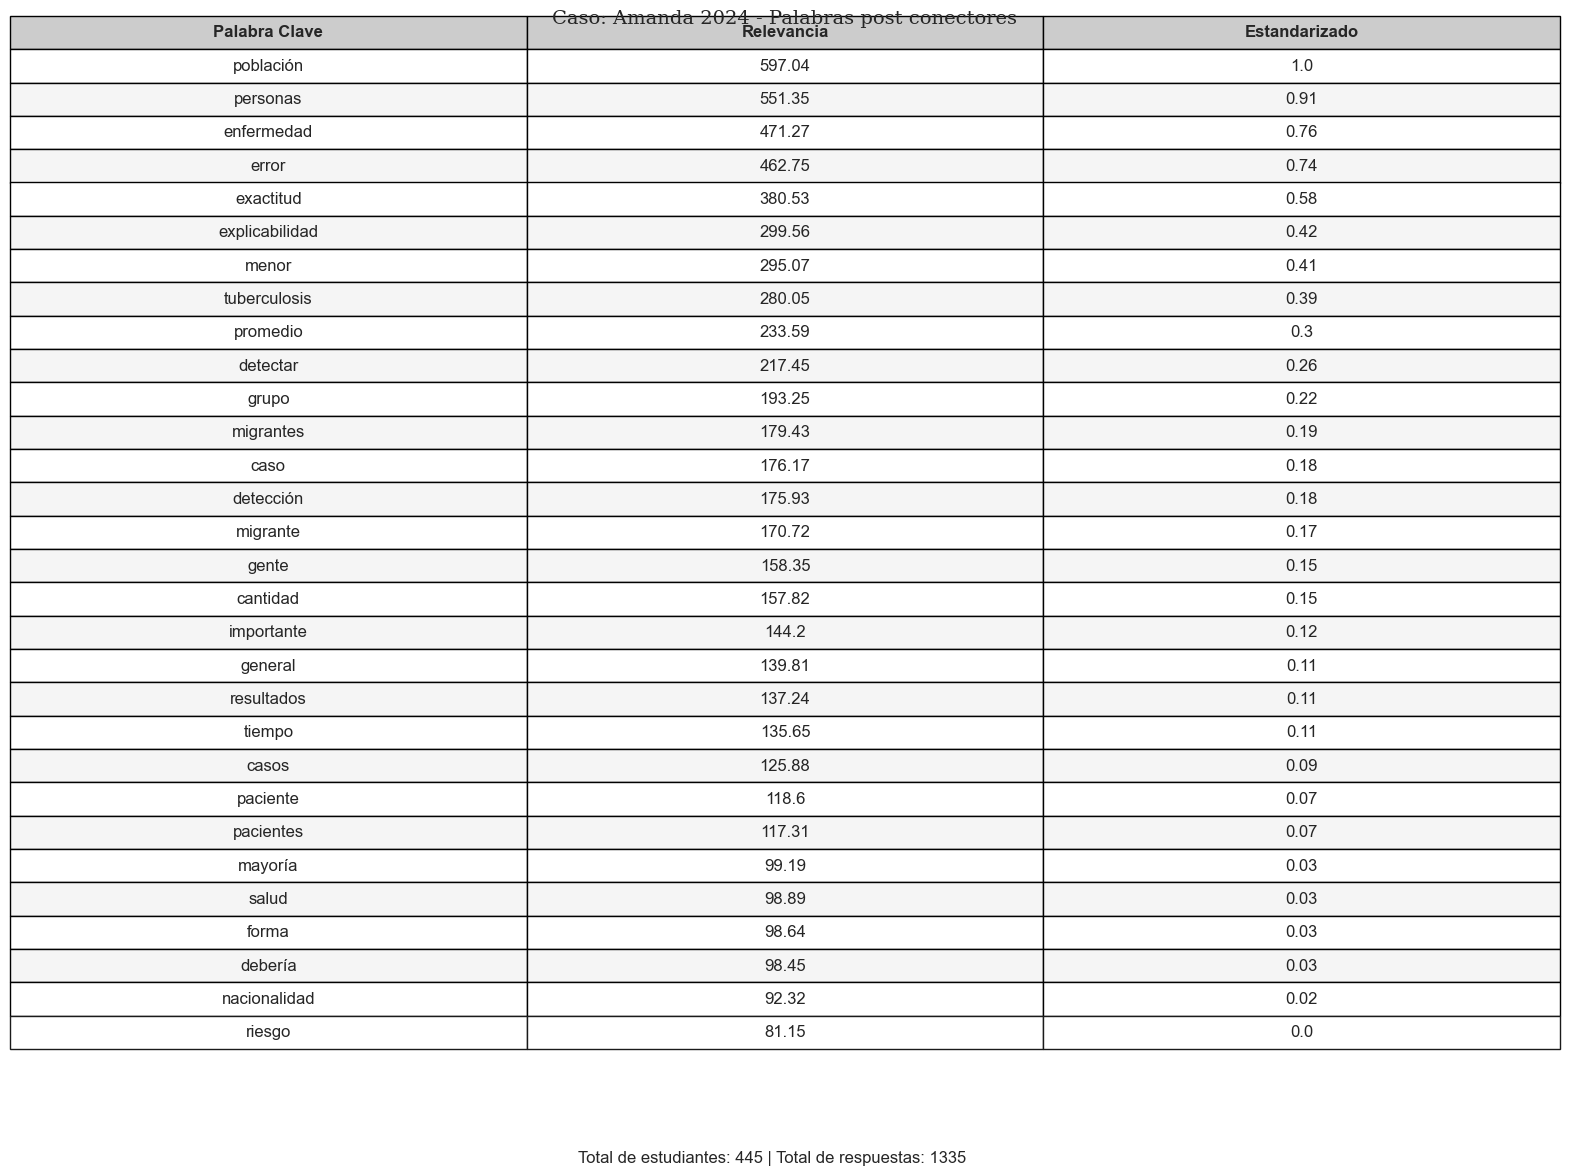 Caso: Amanda 2024 - Palabras post conectores
Palabra Clave Relevancia Estandarizado
población 597.04 1.0
personas 551.35 0.91
enfermedad 471.27 0.76
error 462.75 0.74
exactitud 380.53 0.58
explicabilidad 299.56 0.42
menor 295.07 0.41
tuberculosis 280.05 0.39
promedio 233.59 0.3
detectar 217.45 0.26
grupo 193.25 0.22
migrantes 179.43 0.19
caso 176.17 0.18
detección 175.93 0.18
migrante 170.72 0.17
gente 158.35 0.15
cantidad 157.82 0.15
importante 144.2 0.12
general 139.81 0.11
resultados 137.24 0.11
tiempo 135.65 0.11
casos 125.88 0.09
paciente 118.6 0.07
pacientes 117.31 0.07
mayoría 99.19 0.03
salud 98.89 0.03
forma 98.64 0.03
debería 98.45 0.03
nacionalidad 92.32 0.02
riesgo 81.15 0.0
Total de estudiantes: 445 | Total de respuestas: 1335